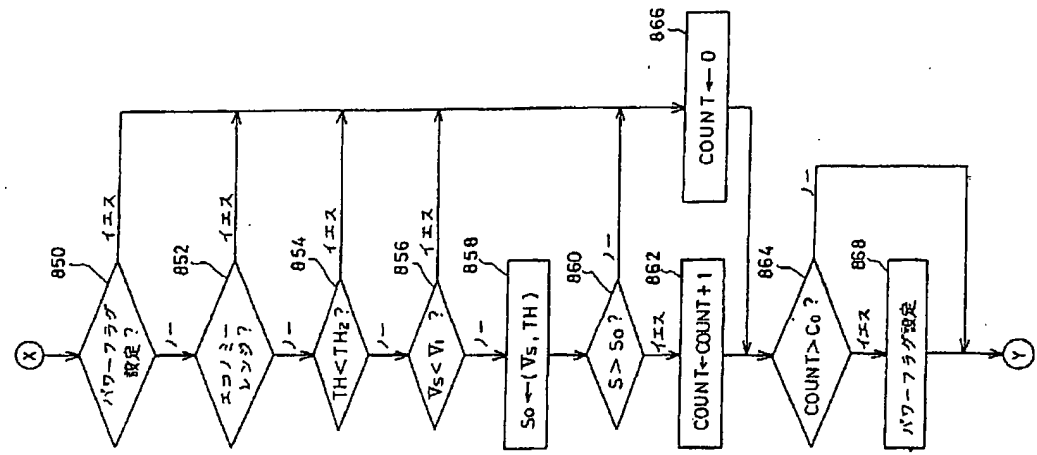 X
850
パワーフラグ
設定?
イエス
ノー
852
エコノミー
レンジ?
イエス
ノー
854
TH<TH₂?
イエス
ノー
856
Vs<V₁ ?
イエス
ノー
858
So←(Vs, TH)
860
S>So?
ノー
イエス
862
COUNT←COUNT+1
866
COUNT←0
864
COUNT>Co?
ノー
イエス
868
パワーフラグ設定
Y